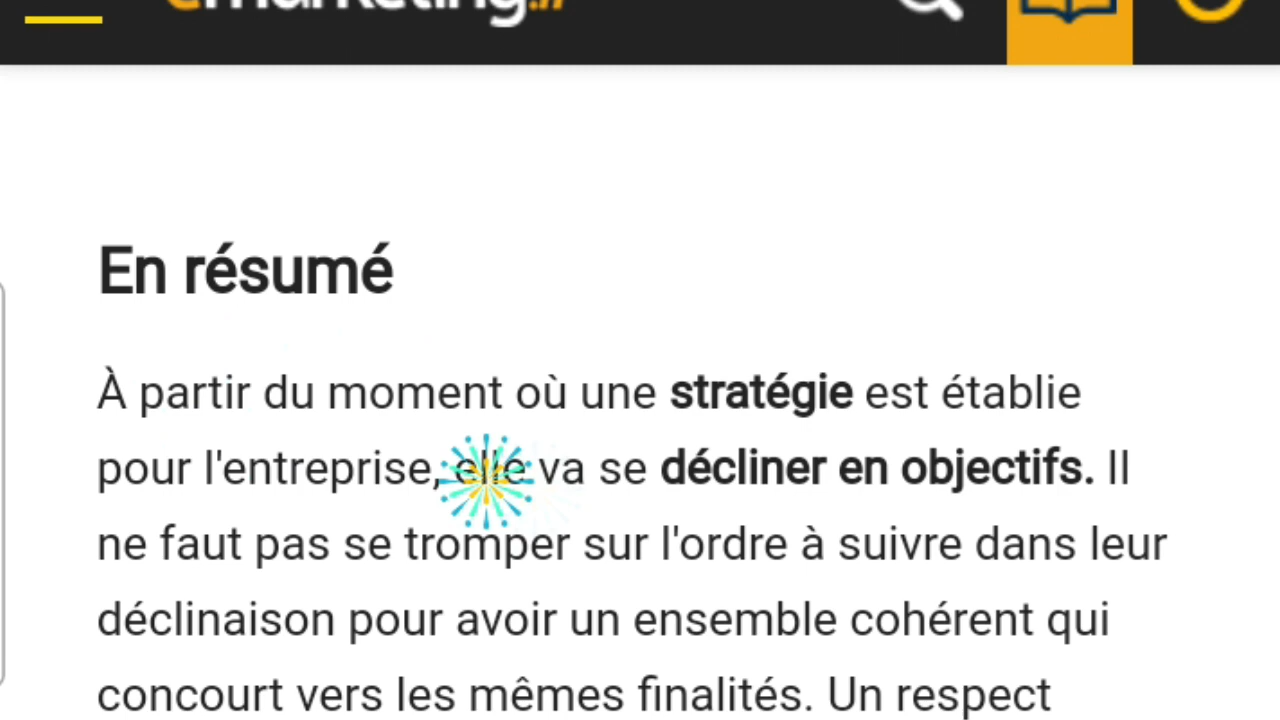 emarketing.fr
En résumé
À partir du moment où une stratégie est établie
pour l'entreprise, elle va se décliner en objectifs. Il
ne faut pas se tromper sur l'ordre à suivre dans leur
déclinaison pour avoir un ensemble cohérent qui
concourt vers les mêmes finalités. Un respect